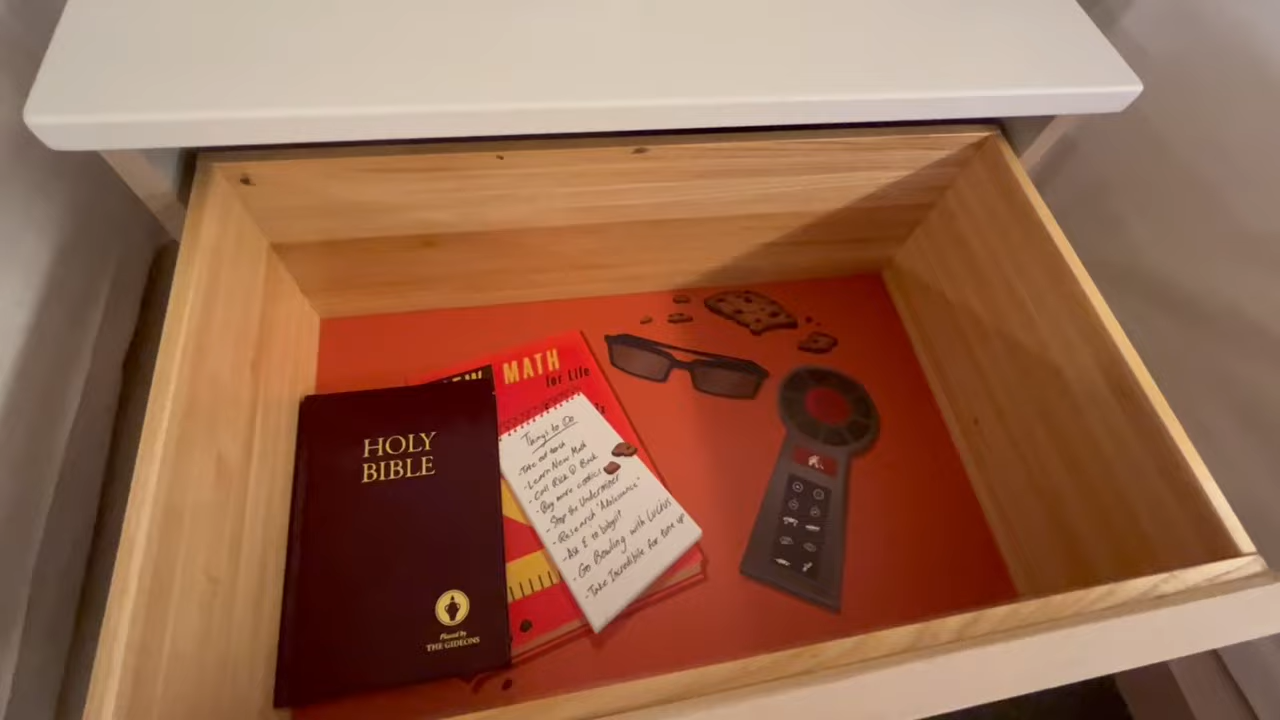 HOLY
BIBLE
Placed by
THE GIDEONS
NEW MATH
for Life
Things to Do
-Take out trash
-Learn New Math
-Call Rick @ Bank
-Buy more cookies
-Stop the Underminer
-Research "Adolescence"
-Ask E to babysit
-Go Bowling with Lucius
-Take Incredibile for tune up